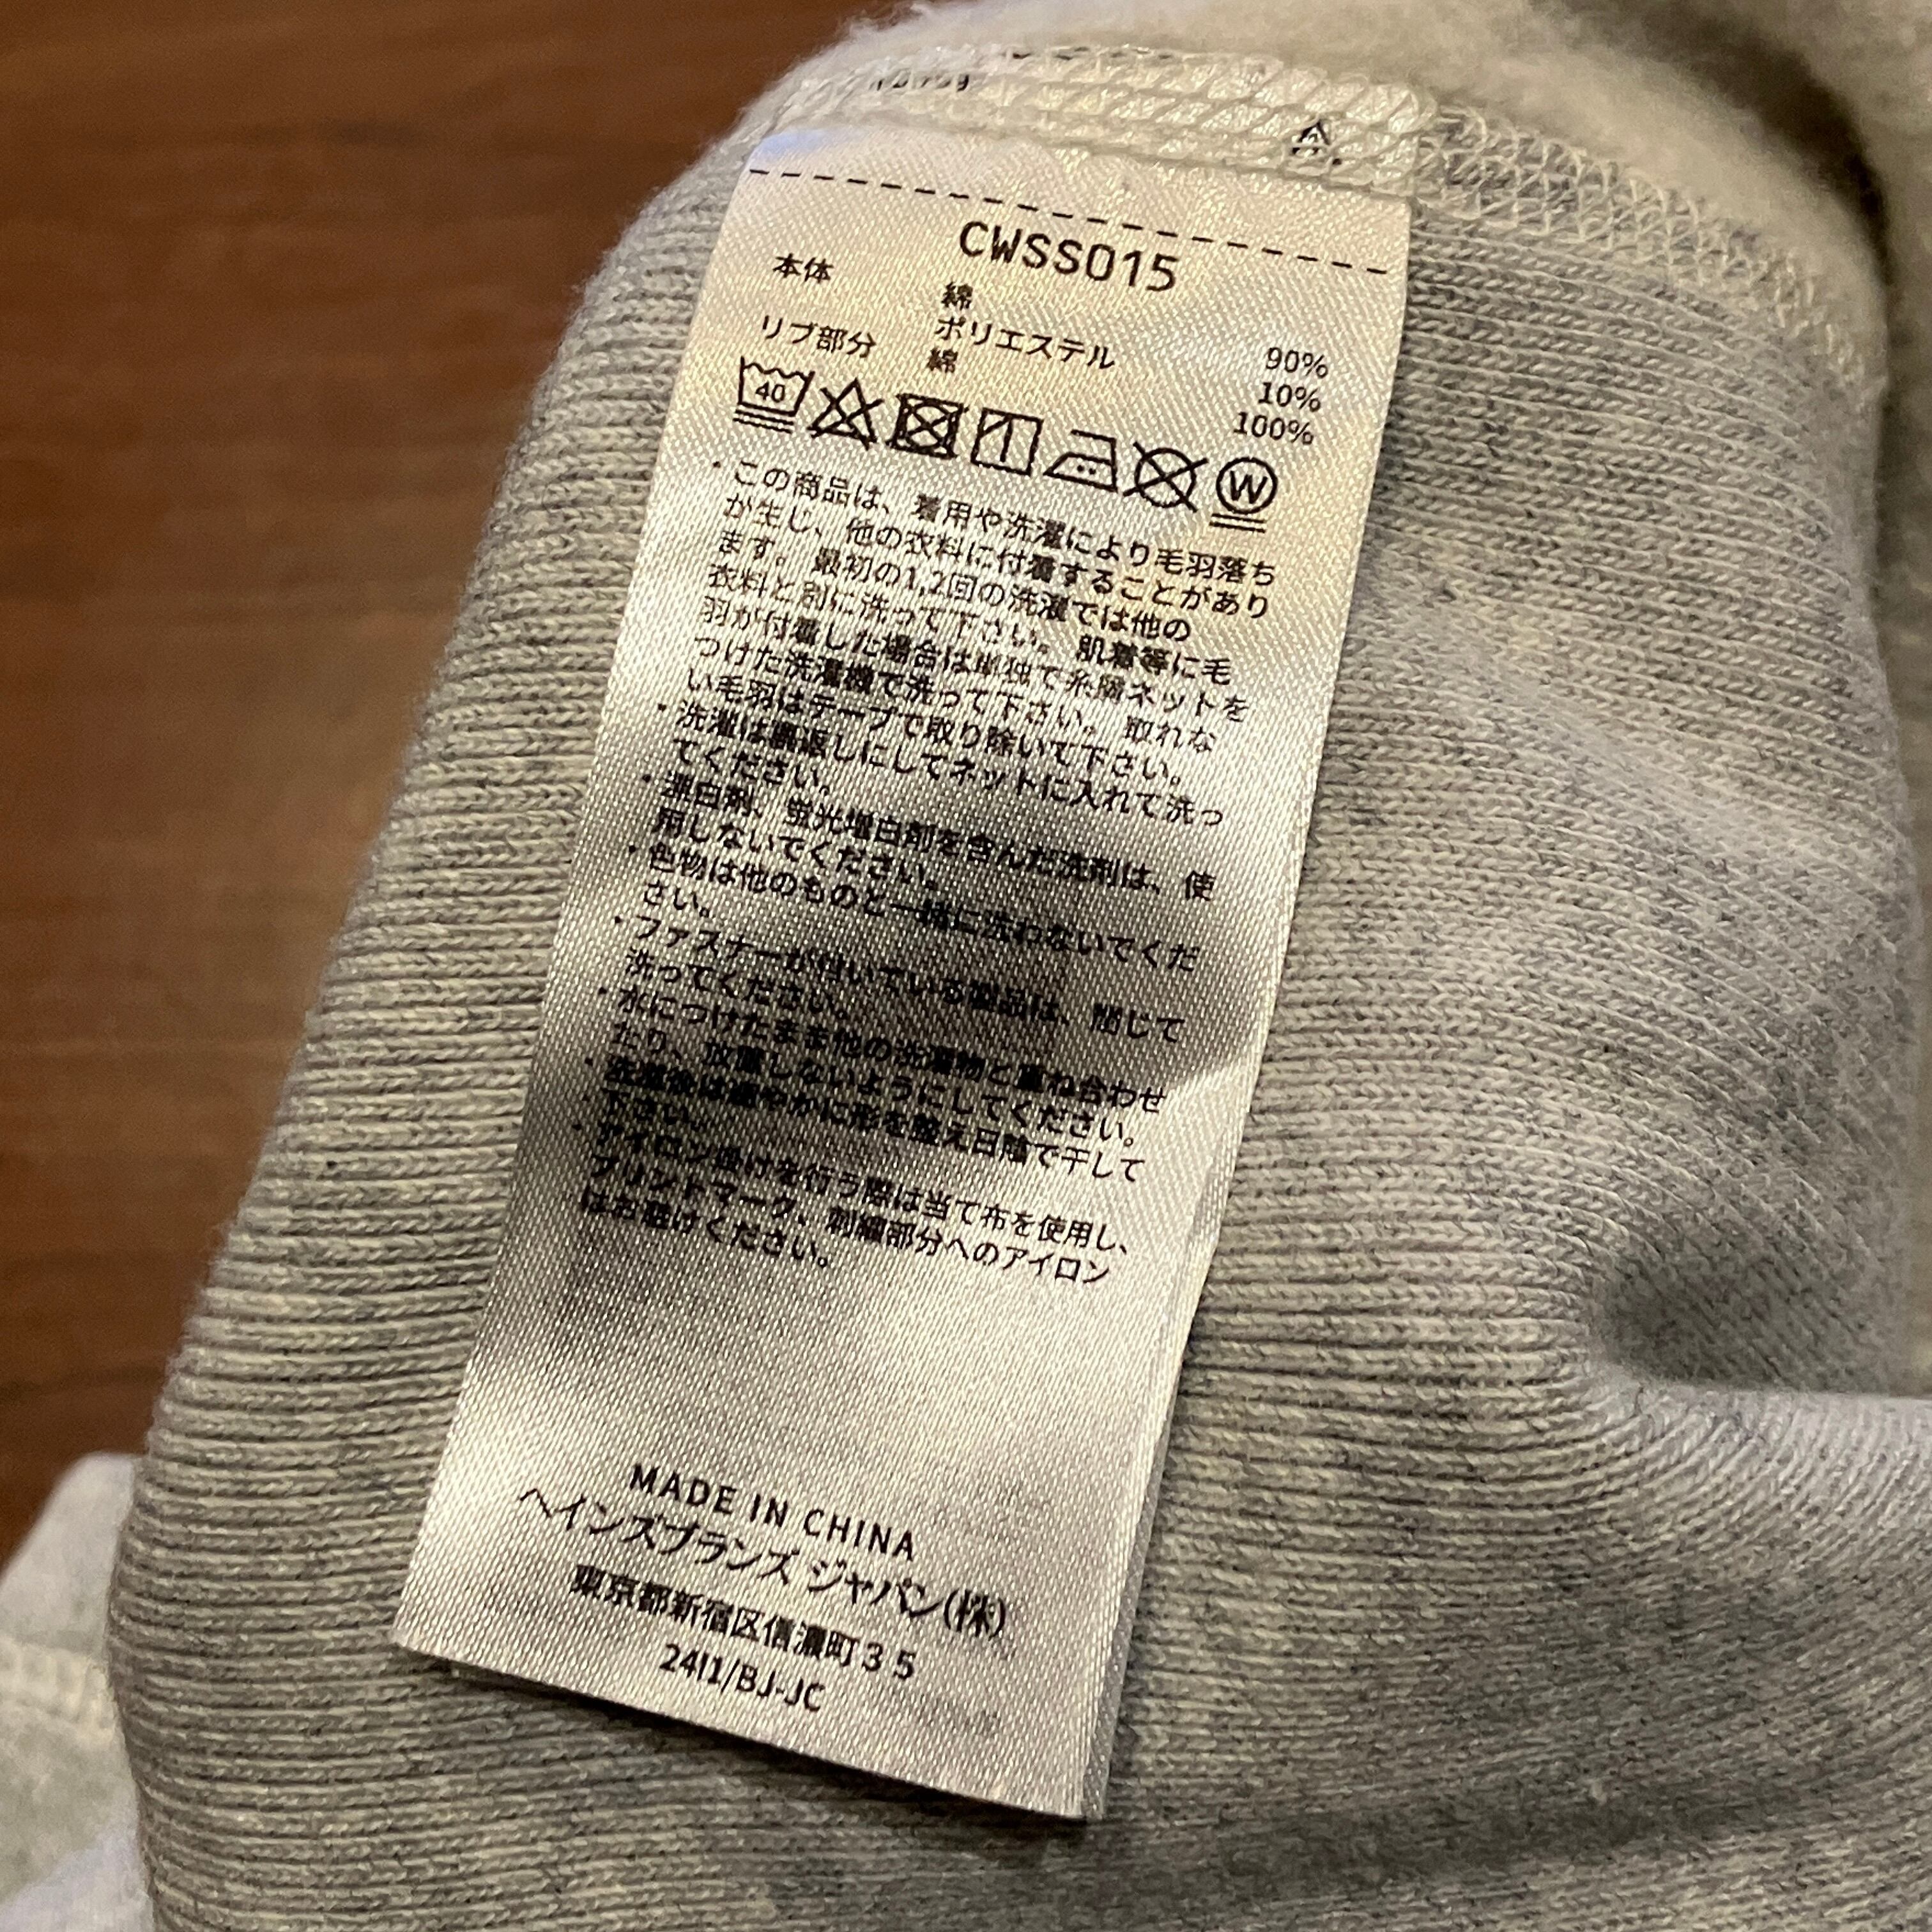 CWSS015
本体 綿 90%
ポリエステル 10%
リブ部分 綿 100%
40
W
・この商品は、着用や洗濯により毛羽落ち
が生じ、他の衣料に付着することがあり
ます。最初の1,2回の洗濯では他の
衣料と別に洗って下さい。肌着等に毛
羽が付着した場合は単独で糸屑ネットを
つけた洗濯機で洗って下さい。取れな
い毛羽はテープで取り除いて下さい。
・洗濯は裏返しにしてネットに入れて洗っ
てください。
・漂白剤、蛍光増白剤を含んだ洗剤は、使
用しないでください。
・色物は他のものと一緒に洗わないでくだ
さい。
・ファスナーが付いている製品は、閉じて
洗ってください。
・水につけたまま他の洗濯物と重ね合わせ
たり、放置しないようにしてください。
・洗濯後は速やかに形を整え日陰で干して
下さい。
・アイロン掛けを行う際は当て布を使用し、
プリントマーク、刺繍部分へのアイロン
はお避けください。
MADE IN CHINA
ヘインズブランズ ジャパン(株)
東京都新宿区信濃町35
24I1/BJ-JC